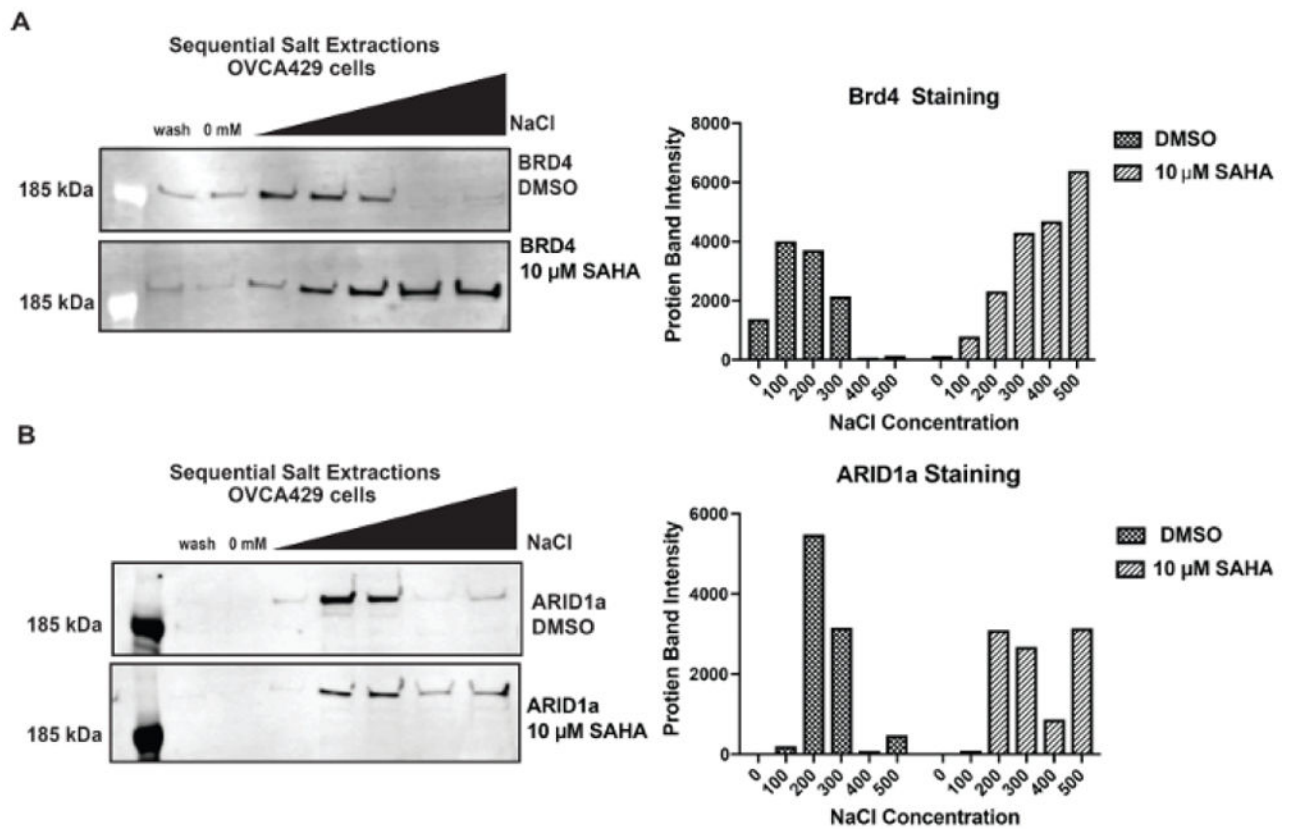 A
Sequential Salt Extractions
OVCA429 cells
wash 0 mM
NaCl
BRD4
DMSO
185 kDa
BRD4
10 µM SAHA
185 kDa
Brd4 Staining
Protien Band Intensity
8000
6000
4000
2000
0
0 100 200 300 400 500 0 100 200 300 400 500
NaCl Concentration
DMSO
10 µM SAHA
B
Sequential Salt Extractions
OVCA429 cells
wash 0 mM
NaCl
ARID1a
DMSO
185 kDa
ARID1a
10 µM SAHA
185 kDa
ARID1a Staining
Protien Band Intensity
6000
4000
2000
0
0 100 200 300 400 500 0 100 200 300 400 500
NaCl Concentration
DMSO
10 µM SAHA